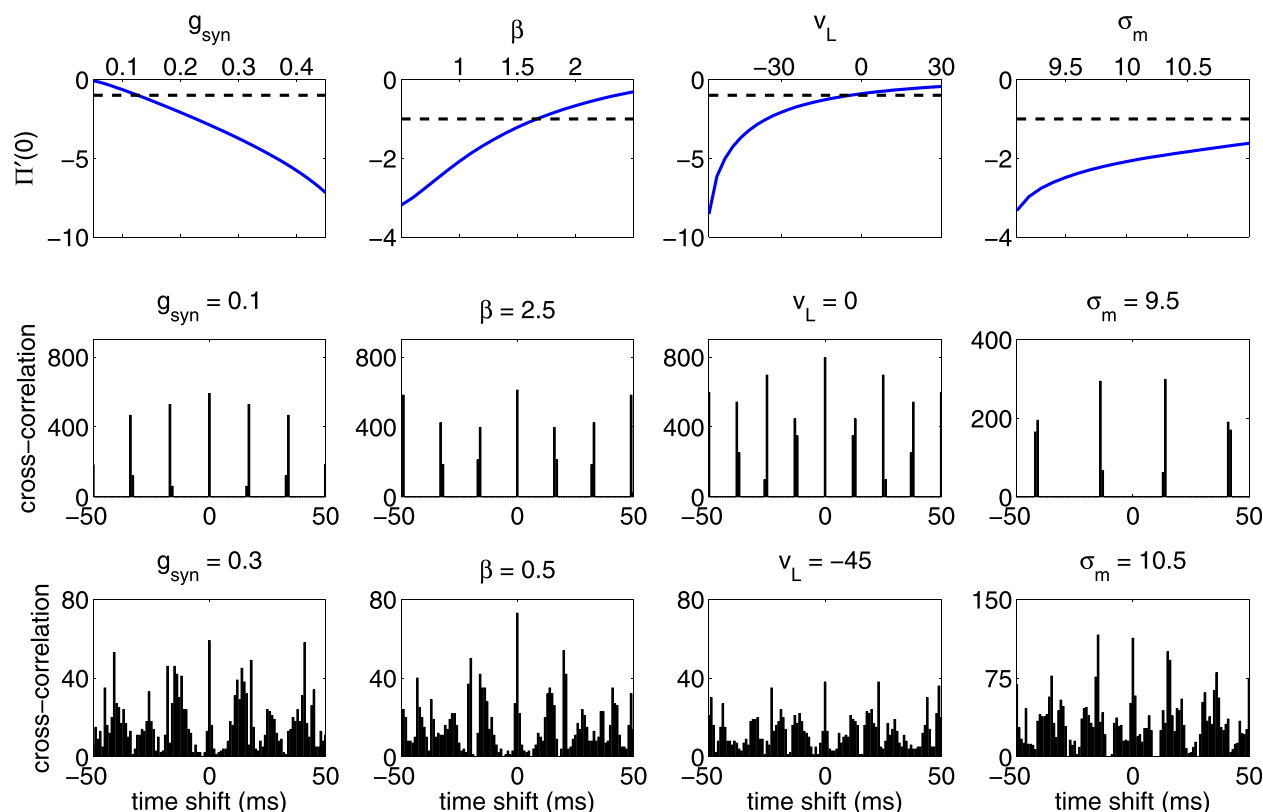 g_syn β v_L σ_m
0.1 0.2 0.3 0.4 1 1.5 2 −30 0 30 9.5 10 10.5
0 0 0 0
Π′(0) −5 −2 −5 −2
−10 −4 −10 −4
g_syn = 0.1 β = 2.5 v_L = 0 σ_m = 9.5
cross−correlation
800 800 800 400
400 400 400 200
0 0 0 0
−50 0 50 −50 0 50 −50 0 50 −50 0 50
g_syn = 0.3 β = 0.5 v_L = −45 σ_m = 10.5
cross−correlation
80 80 80 150
40 40 40 75
0 0 0 0
−50 0 50 −50 0 50 −50 0 50 −50 0 50
time shift (ms) time shift (ms) time shift (ms) time shift (ms)